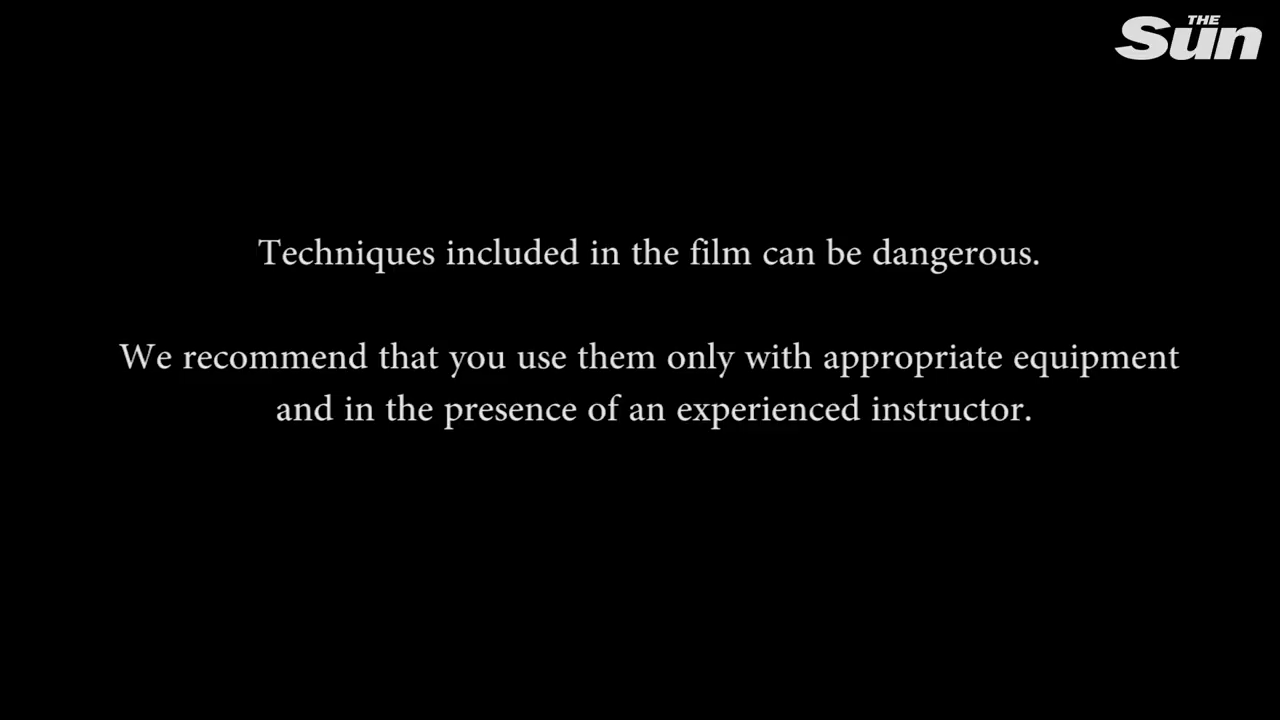 THE
Sun
Techniques included in the film can be dangerous.
We recommend that you use them only with appropriate equipment
and in the presence of an experienced instructor.